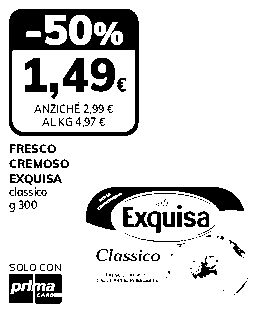 -50%
1,49€
ANZICHÉ 2,99 €
AL KG 4,97 €
FRESCO
CREMOSO
EXQUISA
classico
g 300
Exquisa
Classico
SOLO CON
prima
CARD